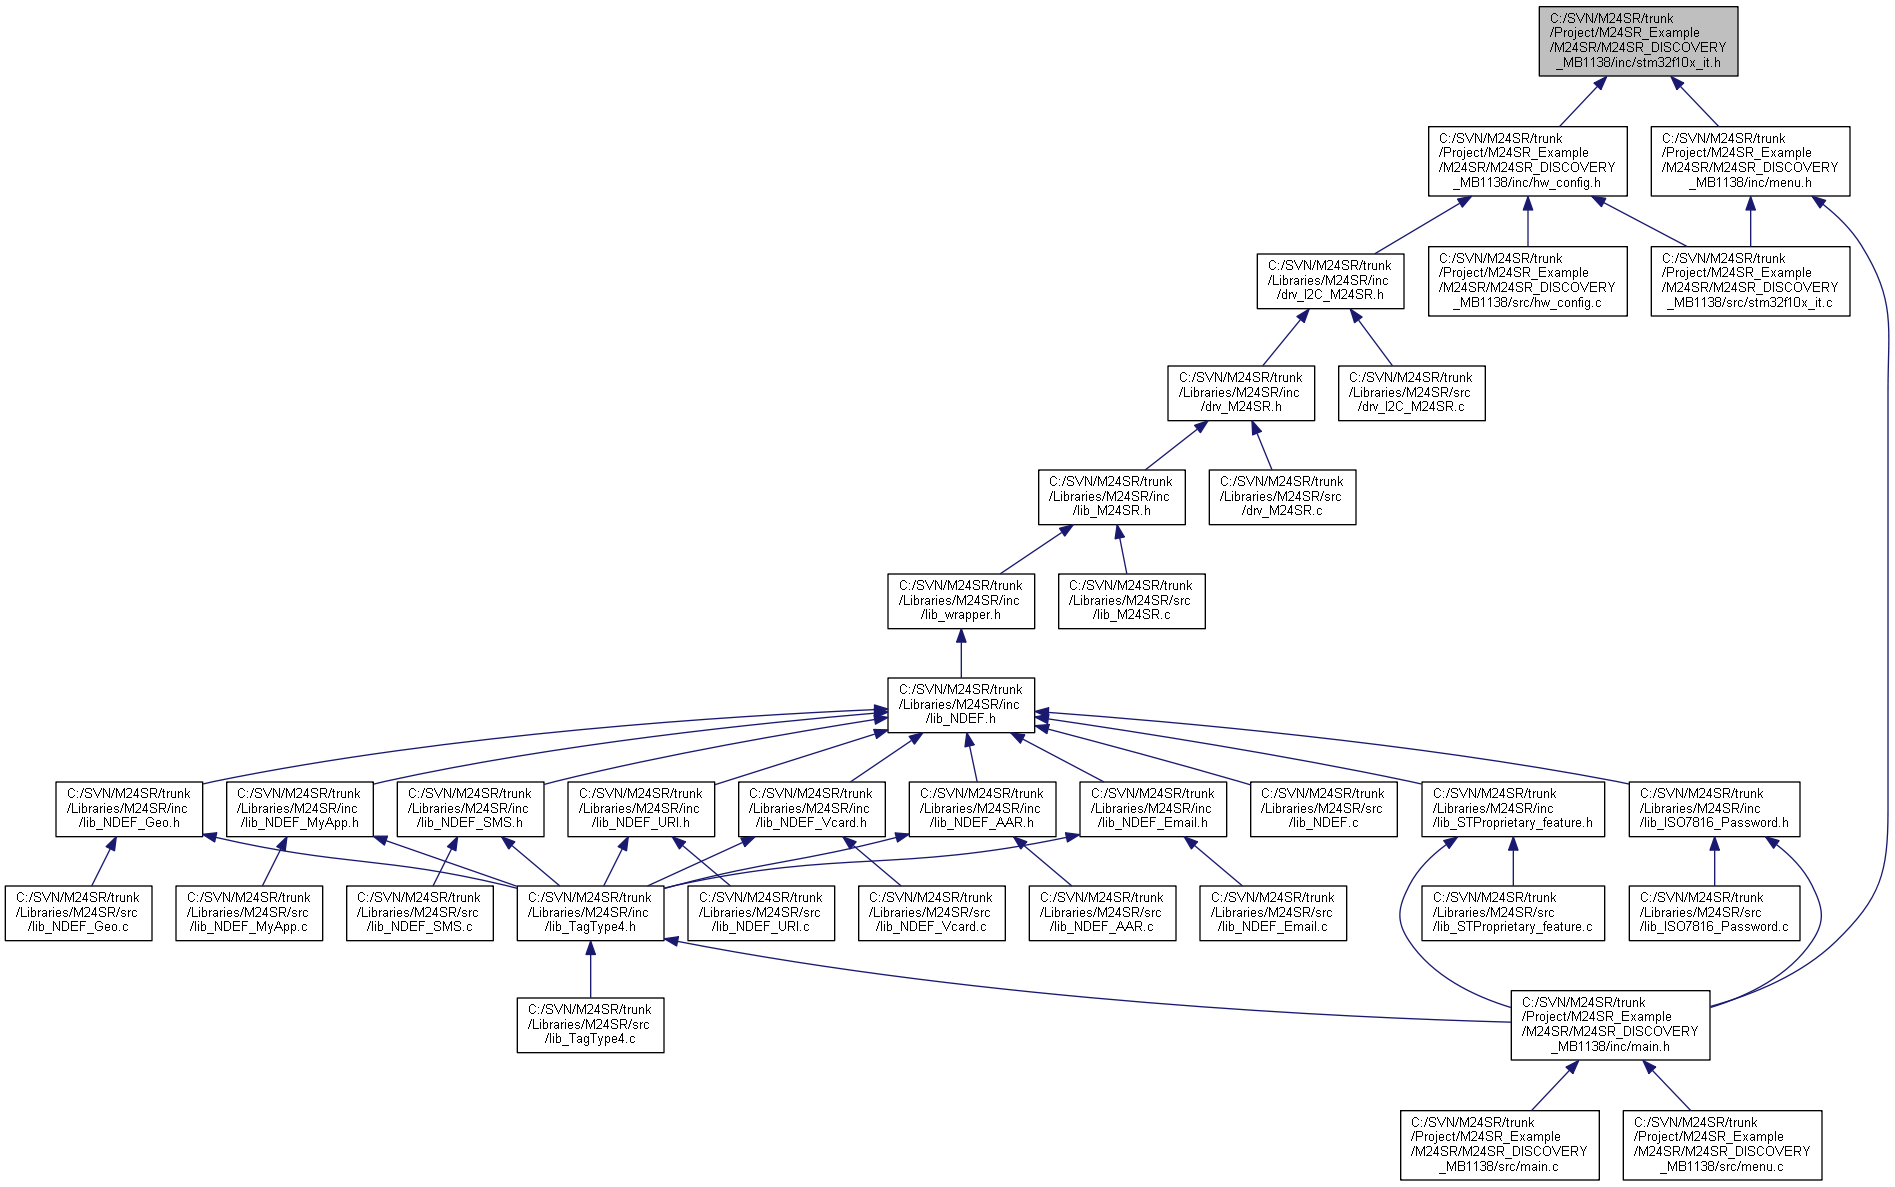 C:/SVN/M24SR/trunk
/Project/M24SR_Example
/M24SR/M24SR_DISCOVERY
_MB1138/inc/stm32f10x_it.h
C:/SVN/M24SR/trunk
/Project/M24SR_Example
/M24SR/M24SR_DISCOVERY
_MB1138/inc/hw_config.h
C:/SVN/M24SR/trunk
/Project/M24SR_Example
/M24SR/M24SR_DISCOVERY
_MB1138/inc/menu.h
C:/SVN/M24SR/trunk
/Libraries/M24SR/inc
/drv_I2C_M24SR.h
C:/SVN/M24SR/trunk
/Project/M24SR_Example
/M24SR/M24SR_DISCOVERY
_MB1138/src/hw_config.c
C:/SVN/M24SR/trunk
/Project/M24SR_Example
/M24SR/M24SR_DISCOVERY
_MB1138/src/stm32f10x_it.c
C:/SVN/M24SR/trunk
/Libraries/M24SR/inc
/drv_M24SR.h
C:/SVN/M24SR/trunk
/Libraries/M24SR/src
/drv_I2C_M24SR.c
C:/SVN/M24SR/trunk
/Libraries/M24SR/inc
/lib_M24SR.h
C:/SVN/M24SR/trunk
/Libraries/M24SR/src
/drv_M24SR.c
C:/SVN/M24SR/trunk
/Libraries/M24SR/inc
/lib_wrapper.h
C:/SVN/M24SR/trunk
/Libraries/M24SR/src
/lib_M24SR.c
C:/SVN/M24SR/trunk
/Libraries/M24SR/inc
/lib_NDEF.h
C:/SVN/M24SR/trunk
/Libraries/M24SR/inc
/lib_NDEF_Geo.h
C:/SVN/M24SR/trunk
/Libraries/M24SR/inc
/lib_NDEF_MyApp.h
C:/SVN/M24SR/trunk
/Libraries/M24SR/inc
/lib_NDEF_SMS.h
C:/SVN/M24SR/trunk
/Libraries/M24SR/inc
/lib_NDEF_URI.h
C:/SVN/M24SR/trunk
/Libraries/M24SR/inc
/lib_NDEF_Vcard.h
C:/SVN/M24SR/trunk
/Libraries/M24SR/inc
/lib_NDEF_AAR.h
C:/SVN/M24SR/trunk
/Libraries/M24SR/inc
/lib_NDEF_Email.h
C:/SVN/M24SR/trunk
/Libraries/M24SR/src
/lib_NDEF.c
C:/SVN/M24SR/trunk
/Libraries/M24SR/inc
/lib_STProprietary_feature.h
C:/SVN/M24SR/trunk
/Libraries/M24SR/inc
/lib_ISO7816_Password.h
C:/SVN/M24SR/trunk
/Libraries/M24SR/src
/lib_NDEF_Geo.c
C:/SVN/M24SR/trunk
/Libraries/M24SR/src
/lib_NDEF_MyApp.c
C:/SVN/M24SR/trunk
/Libraries/M24SR/src
/lib_NDEF_SMS.c
C:/SVN/M24SR/trunk
/Libraries/M24SR/inc
/lib_TagType4.h
C:/SVN/M24SR/trunk
/Libraries/M24SR/src
/lib_NDEF_URI.c
C:/SVN/M24SR/trunk
/Libraries/M24SR/src
/lib_NDEF_Vcard.c
C:/SVN/M24SR/trunk
/Libraries/M24SR/src
/lib_NDEF_AAR.c
C:/SVN/M24SR/trunk
/Libraries/M24SR/src
/lib_NDEF_Email.c
C:/SVN/M24SR/trunk
/Libraries/M24SR/src
/lib_STProprietary_feature.c
C:/SVN/M24SR/trunk
/Libraries/M24SR/src
/lib_ISO7816_Password.c
C:/SVN/M24SR/trunk
/Libraries/M24SR/src
/lib_TagType4.c
C:/SVN/M24SR/trunk
/Project/M24SR_Example
/M24SR/M24SR_DISCOVERY
_MB1138/inc/main.h
C:/SVN/M24SR/trunk
/Project/M24SR_Example
/M24SR/M24SR_DISCOVERY
_MB1138/src/main.c
C:/SVN/M24SR/trunk
/Project/M24SR_Example
/M24SR/M24SR_DISCOVERY
_MB1138/src/menu.c